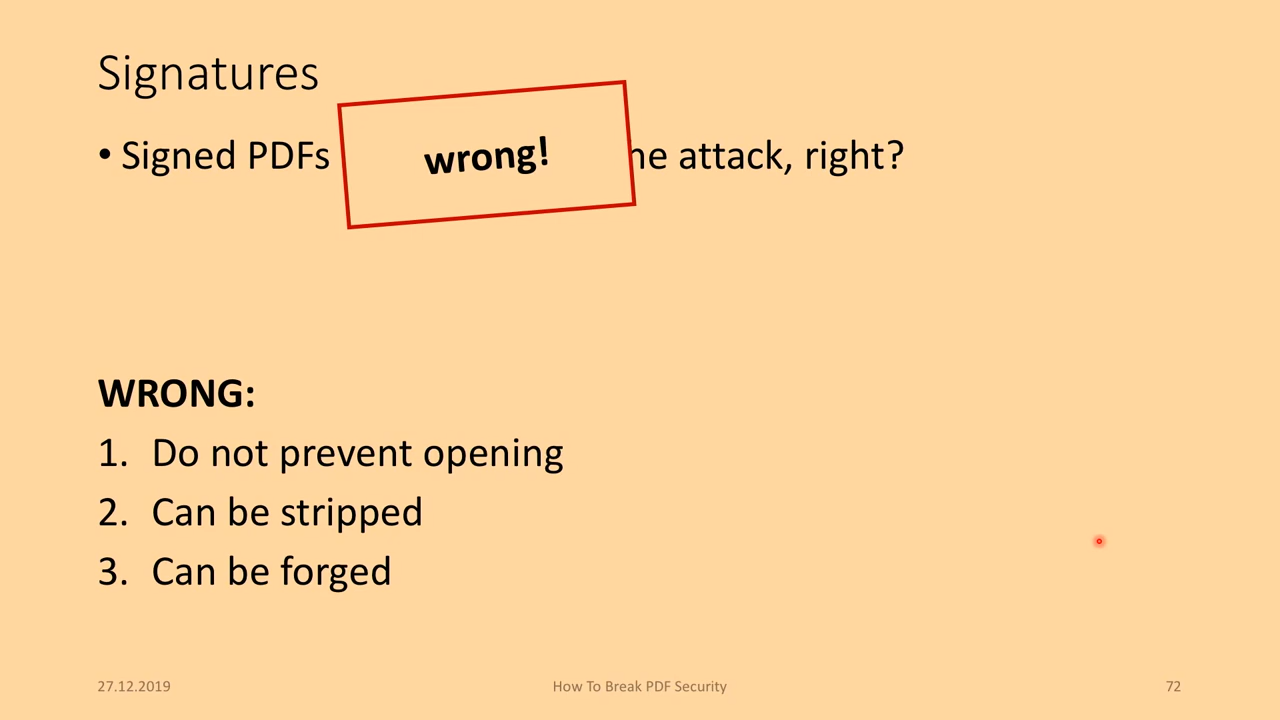 Signatures
• Signed PDFs wrong! attack, right?
WRONG:
1. Do not prevent opening
2. Can be stripped
3. Can be forged
27.12.2019 How To Break PDF Security 72